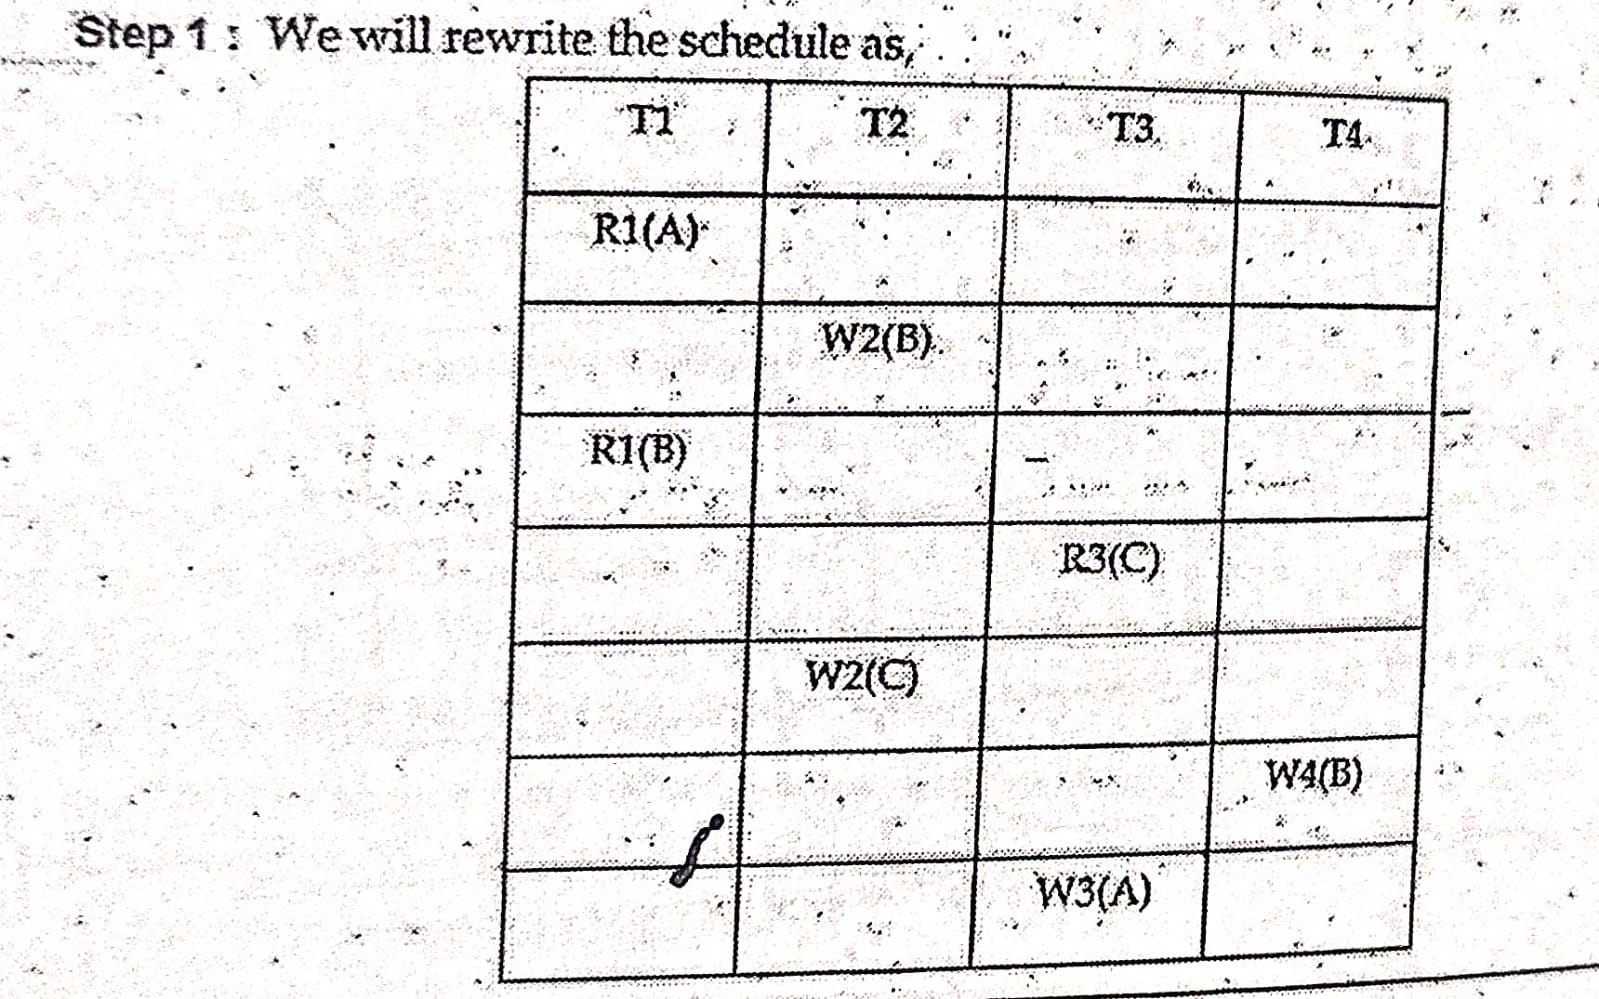 Step 1 : We will rewrite the schedule as,
T1 T2 T3 T4
R1(A)
W2(B)
R1(B)
R3(C)
W2(C)
W4(B)
W3(A)